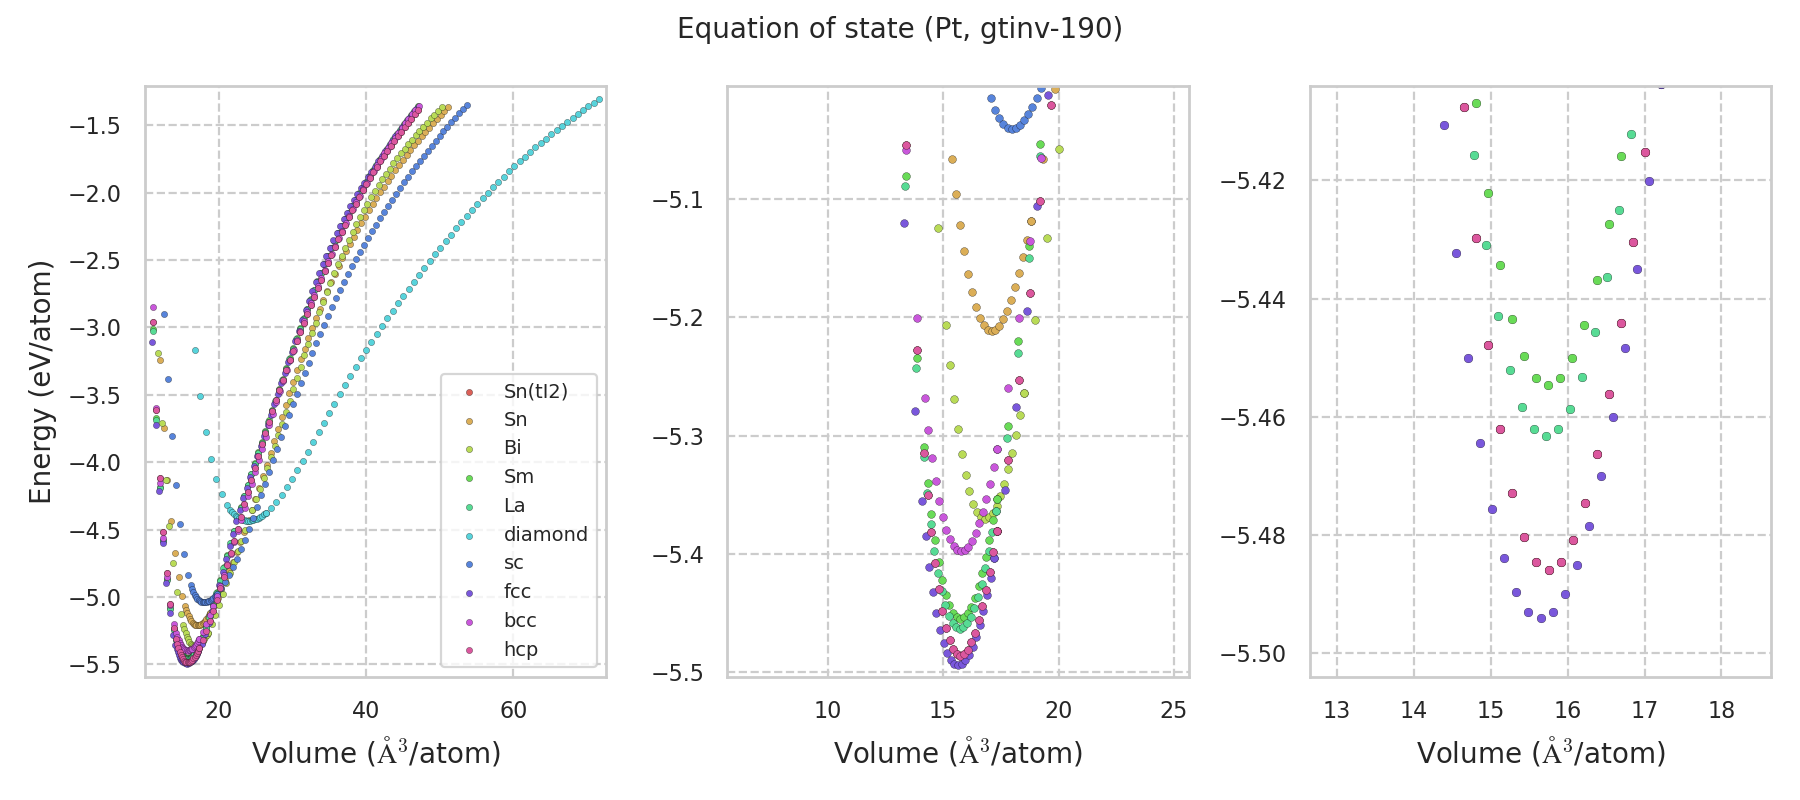 Equation of state (Pt, gtinv-190)
Energy (eV/atom)
−1.5
−2.0
−2.5
−3.0
−3.5
−4.0
−4.5
−5.0
−5.5
20
40
60
Volume (Å³/atom)
Sn(tI2)
Sn
Bi
Sm
La
diamond
sc
fcc
bcc
hcp
−5.1
−5.2
−5.3
−5.4
−5.5
10
15
20
25
Volume (Å³/atom)
−5.42
−5.44
−5.46
−5.48
−5.50
13
14
15
16
17
18
Volume (Å³/atom)